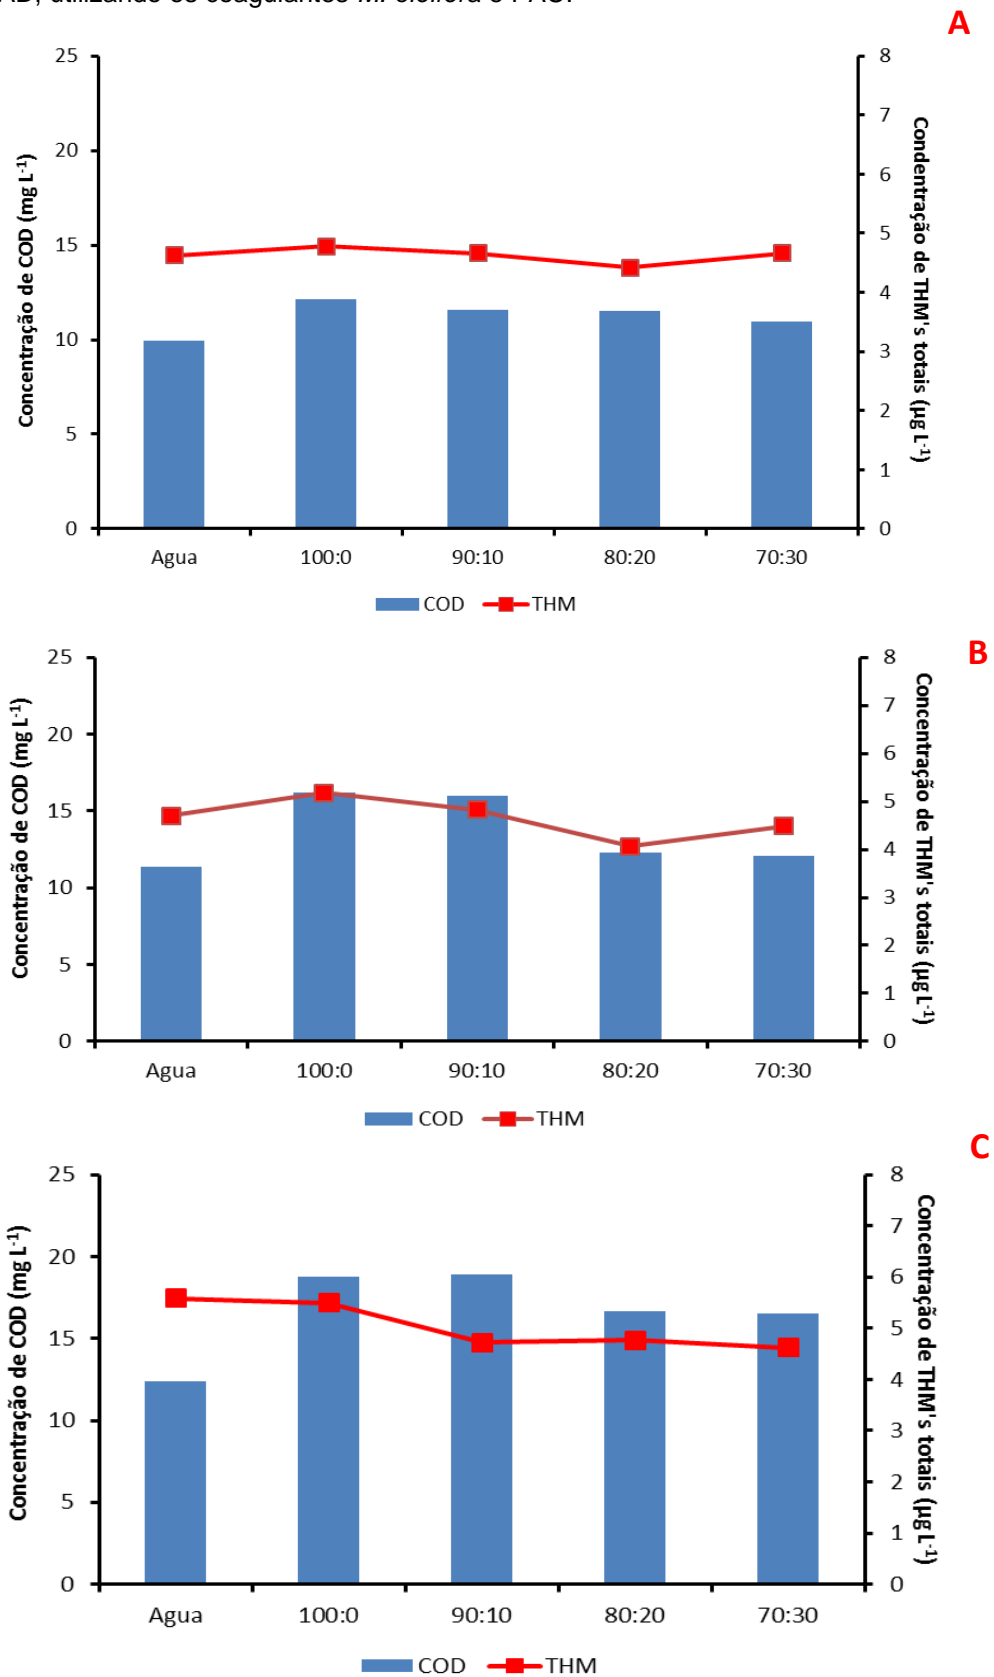 utilizando os coagulantes M. oleifera e PAC.
A
25
20
15
10
5
0
Concentração de COD (mg L-1)
8
7
6
5
4
3
2
1
0
Condentração de THM's totais (µg L-1)
Agua 100:0 90:10 80:20 70:30
COD THM
B
25
20
15
10
5
0
Concentração de COD (mg L-1)
8
7
6
5
4
3
2
1
0
Concentração de THM's totais (µg L-1)
Agua 100:0 90:10 80:20 70:30
COD THM
C
25
20
15
10
5
0
Concentração de COD (mg L-1)
8
7
6
5
4
3
2
1
0
Concentração de THM's totais (µg L-1)
Agua 100:0 90:10 80:20 70:30
COD THM